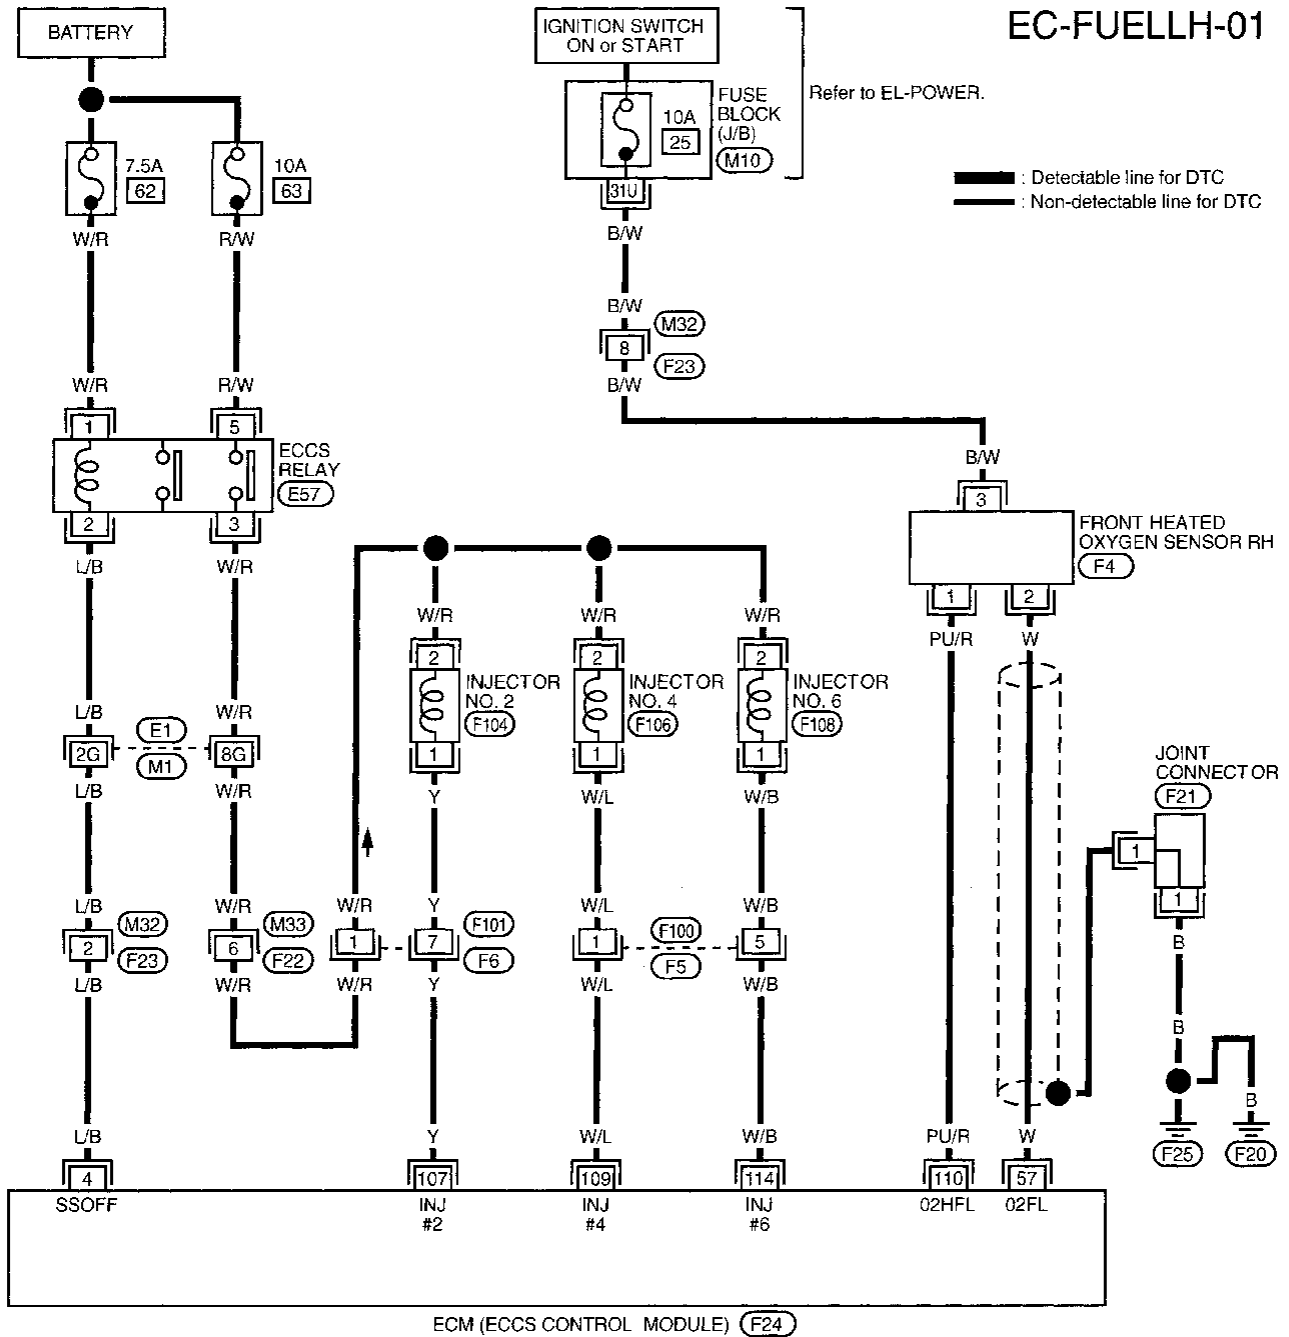 EC-FUELLH-01
BATTERY
IGNITION SWITCH
ON or START
Refer to EL-POWER.
FUSE
BLOCK
(J/B)
M10
10A
25
31U
7.5A
62
10A
63
: Detectable line for DTC
: Non-detectable line for DTC
W/R
R/W
B/W
W/R
R/W
B/W
M32
8
F23
B/W
1
5
ECCS
RELAY
E57
2
3
B/W
3
FRONT HEATED
OXYGEN SENSOR RH
F4
1
2
L/B
W/R
W/R
W/R
W/R
PU/R
W
2
INJECTOR
NO. 2
F104
1
2
INJECTOR
NO. 4
F106
1
2
INJECTOR
NO. 6
F108
1
L/B
W/R
E1
2G
8G
M1
L/B
W/R
Y
W/L
W/B
JOINT
CONNECTOR
F21
1
1
L/B
W/R
W/R
Y
W/L
W/B
B
M32
2
F23
M33
6
F22
1
F101
7
F6
1
F100
5
F5
L/B
W/R
W/R
Y
W/L
W/B
B
B
F25
F20
L/B
Y
W/L
W/B
PU/R
W
4
107
109
114
110
57
SSOFF
INJ
#2
INJ
#4
INJ
#6
02HFL
02FL
ECM (ECCS CONTROL MODULE)
F24